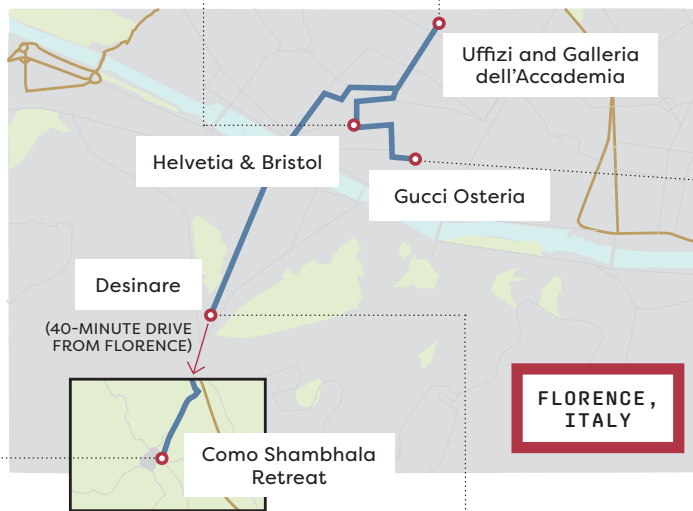 Uffizi and Galleria
dell’Accademia
Helvetia & Bristol
Gucci Osteria
Desinare
(40-MINUTE DRIVE
FROM FLORENCE)
FLORENCE,
ITALY
Como Shambhala
Retreat